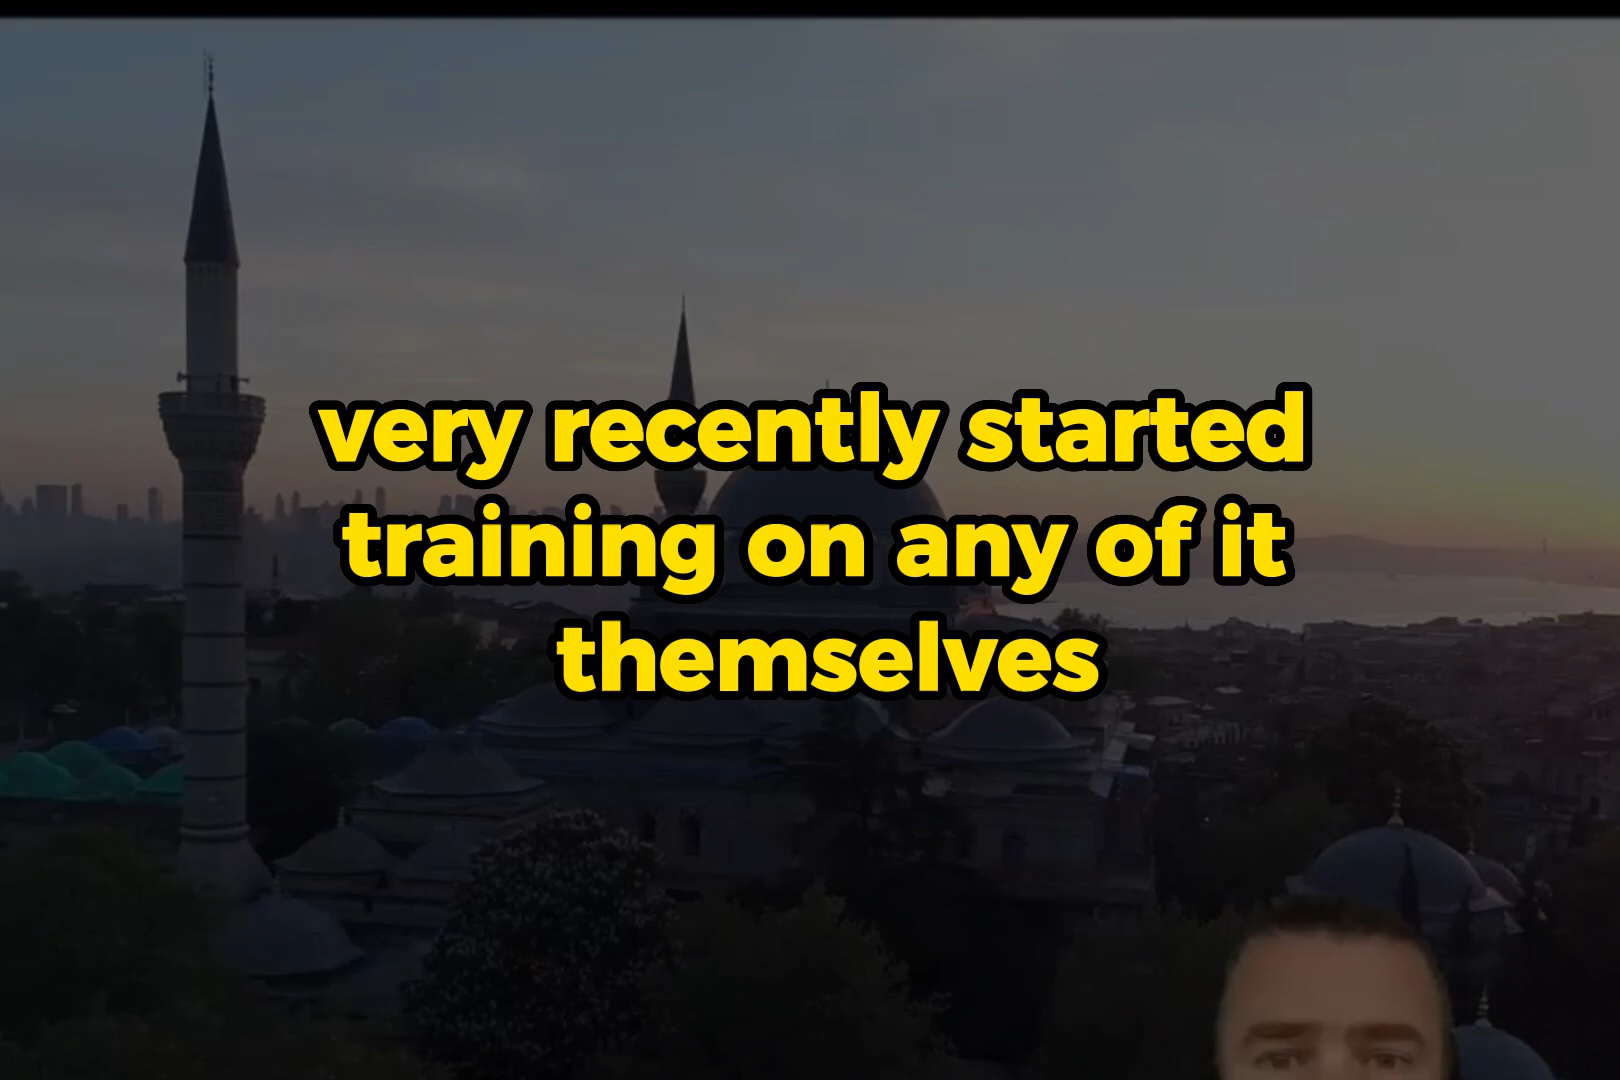 very recently started
training on any of it
themselves